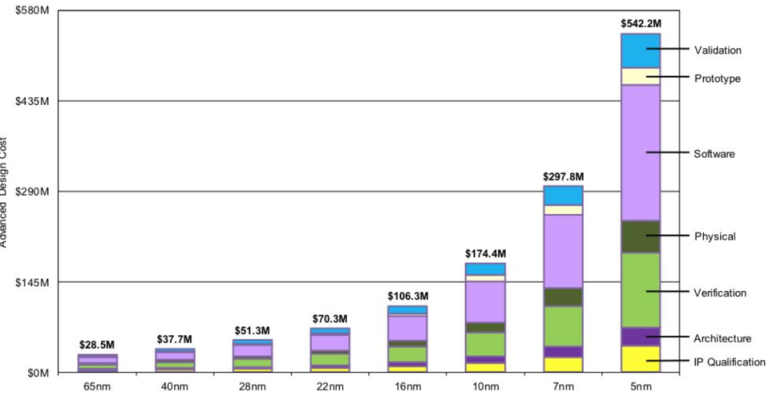 $580M
$542.2M
Validation
Prototype
$435M
Software
Advanced Design Cost
$290M
$297.8M
Physical
$174.4M
$145M
Verification
$106.3M
$70.3M
$51.3M
$37.7M
$28.5M
Architecture
IP Qualification
$0M
65nm 40nm 28nm 22nm 16nm 10nm 7nm 5nm